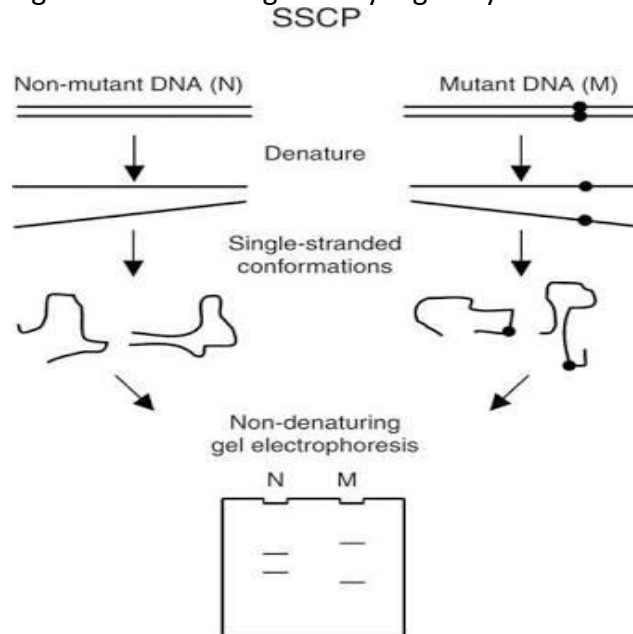 SSCP
Non-mutant DNA (N)
Mutant DNA (M)
Denature
Single-stranded
conformations
Non-denaturing
gel electrophoresis
N M